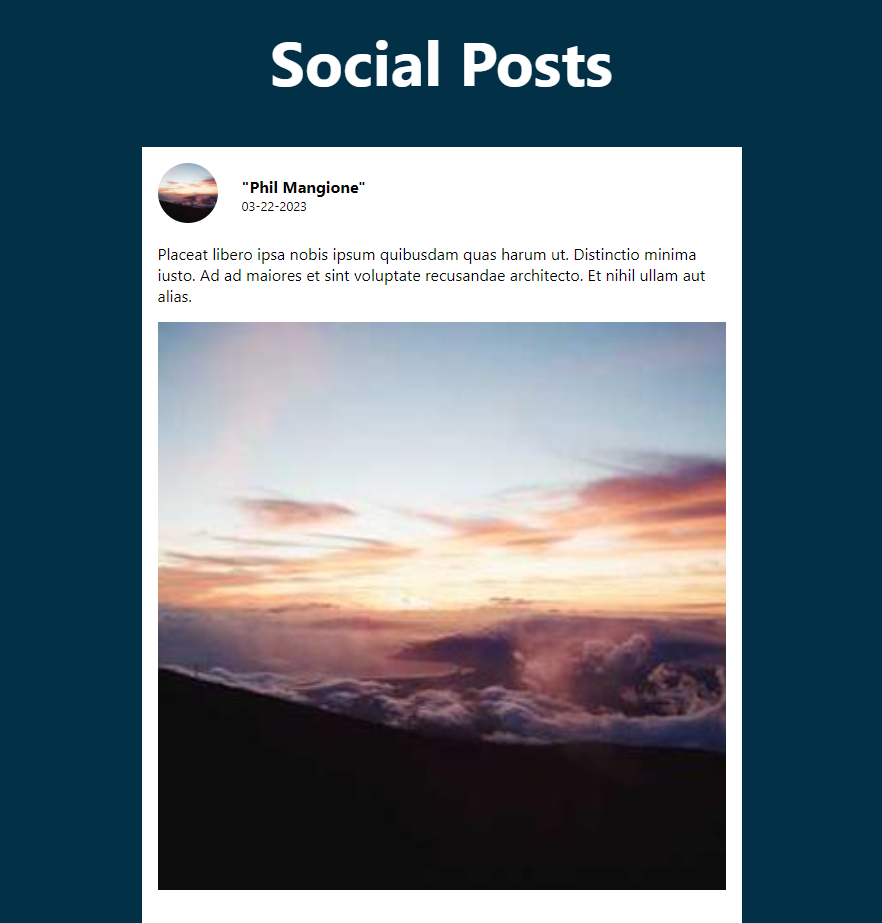 Social Posts
"Phil Mangione"
03-22-2023
Placeat libero ipsa nobis ipsum quibusdam quas harum ut. Distinctio minima
iusto. Ad ad maiores et sint voluptate recusandae architecto. Et nihil ullam aut
alias.